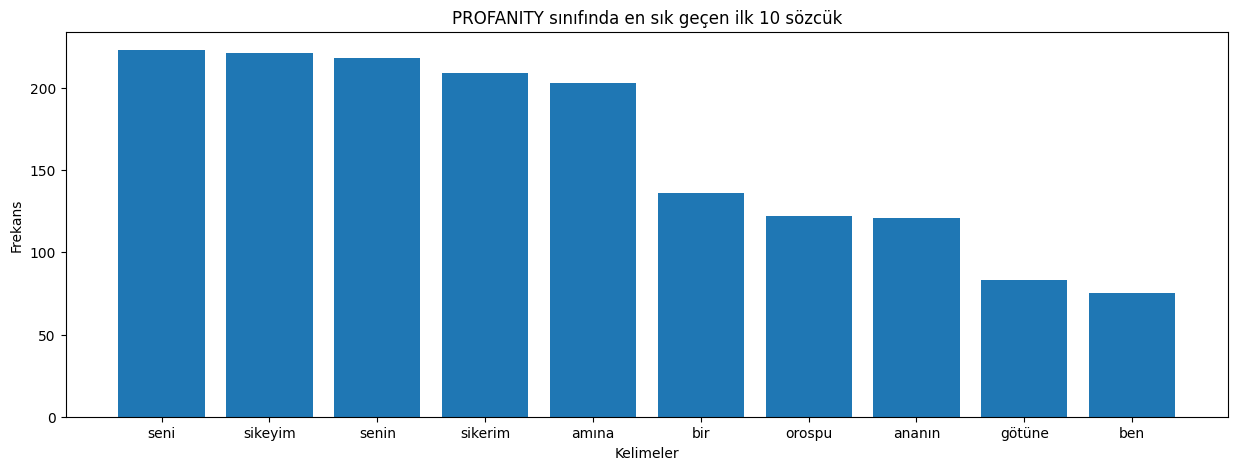 PROFANITY sınıfında en sık geçen ilk 10 sözcük
Frekans
200
150
100
50
0
seni sikeyim senin sikerim amına bir orospu ananın götüne ben
Kelimeler